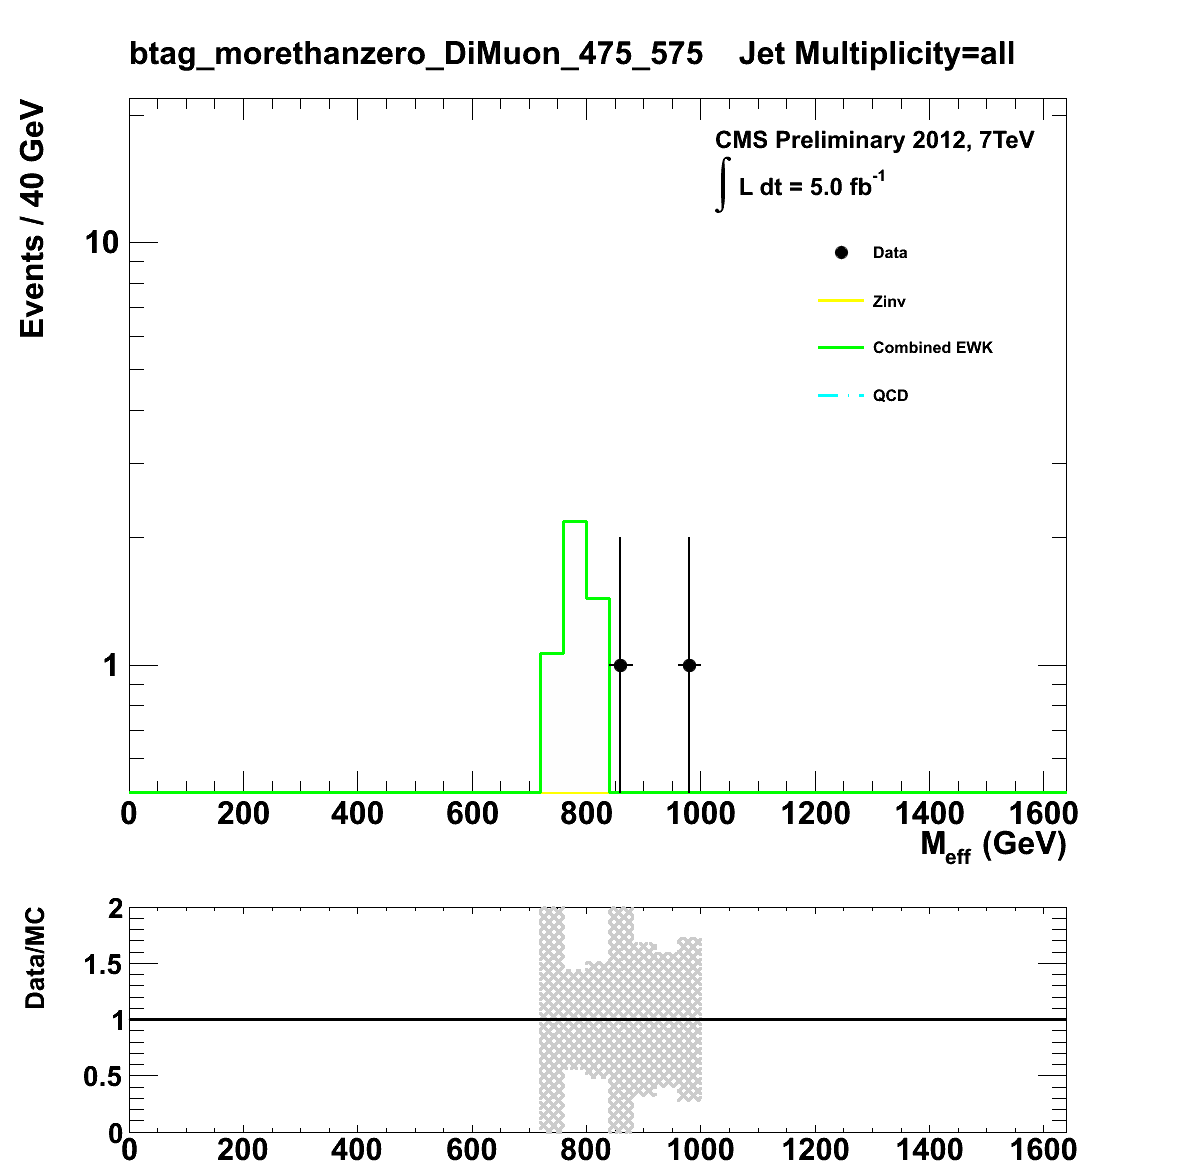 btag_morethanzero_DiMuon_475_575 Jet Multiplicity=all
Events / 40 GeV
CMS Preliminary 2012, 7TeV
∫ L dt = 5.0 fb⁻¹
Data
Zinv
Combined EWK
QCD
10
1
0 200 400 600 800 1000 1200 1400 1600
M_eff (GeV)
Data/MC
2
1.5
1
0.5
0
0 200 400 600 800 1000 1200 1400 1600